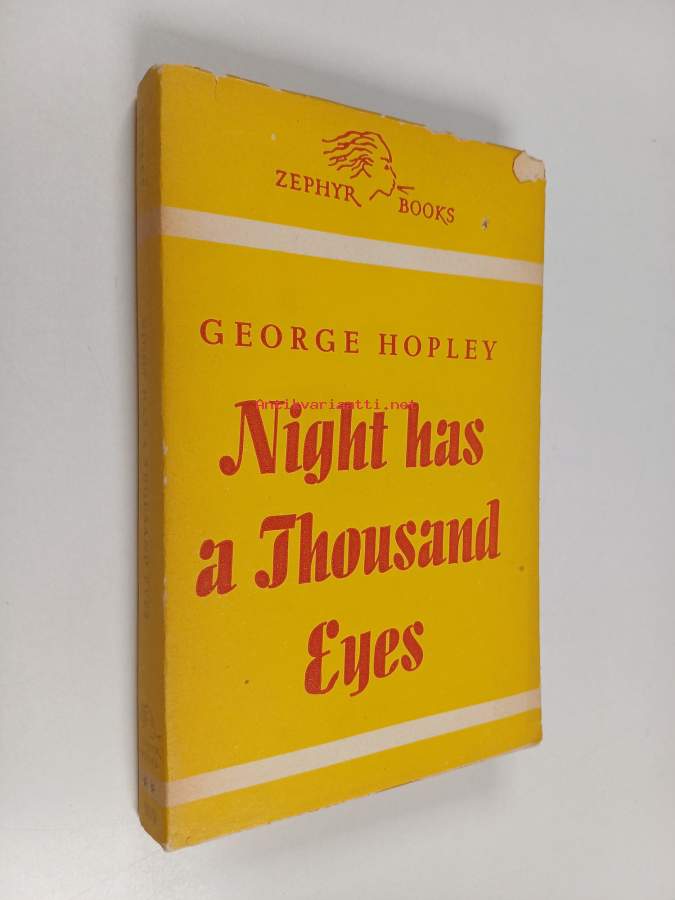 ZEPHYR BOOKS
GEORGE HOPLEY
Antikvariaatti.net
Night has
a Thousand
Eyes